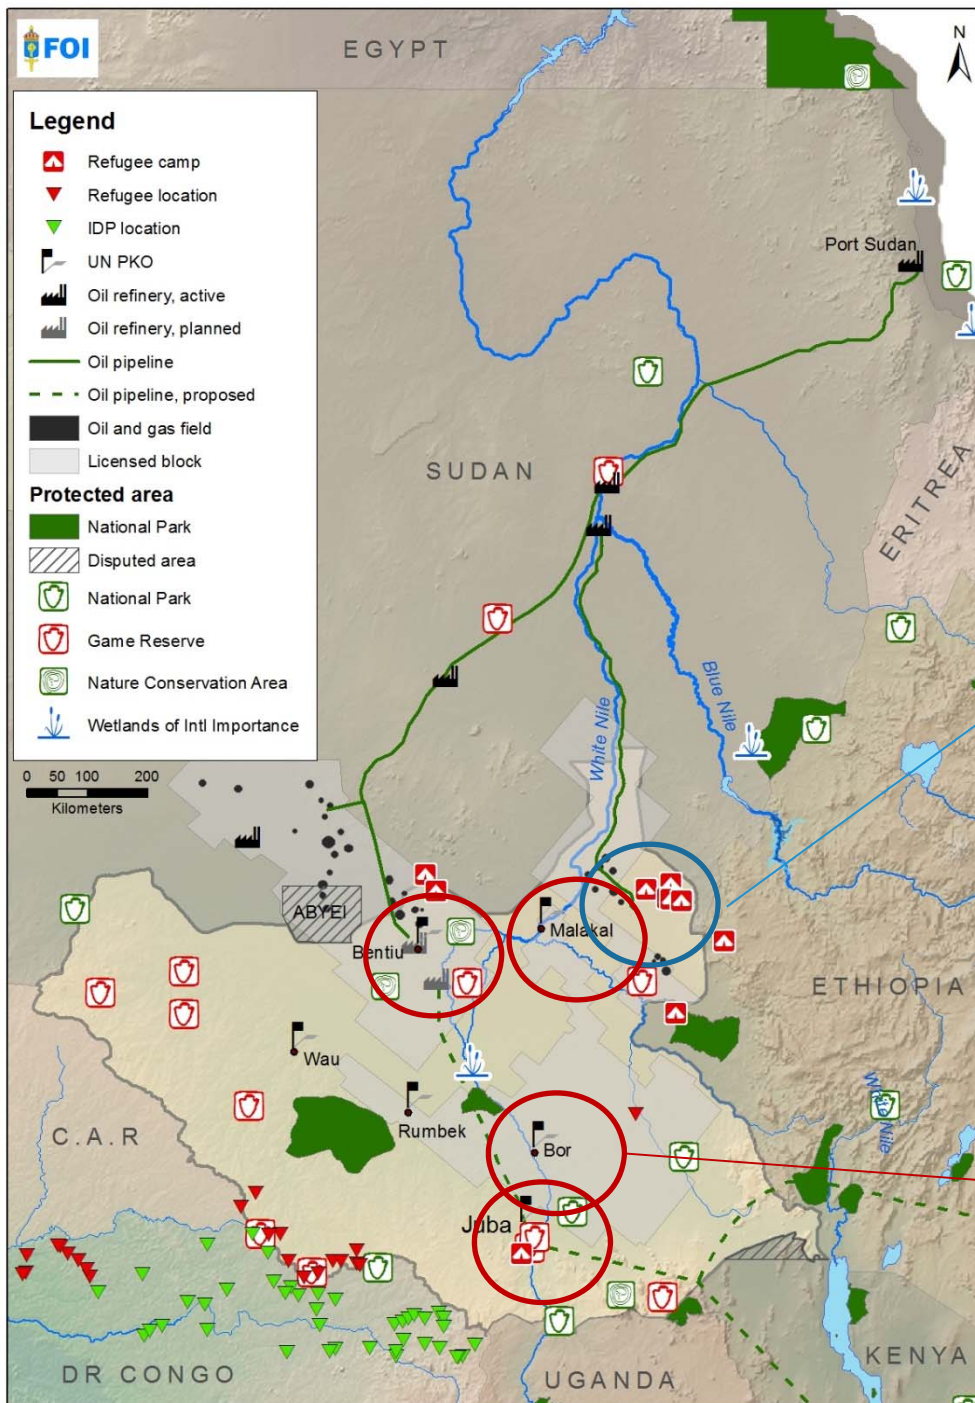 FOI
EGYPT
N
Legend
Refugee camp
Refugee location
IDP location
UN PKO
Oil refinery, active
Oil refinery, planned
Oil pipeline
Oil pipeline, proposed
Oil and gas field
Licensed block
Protected area
National Park
Disputed area
National Park
Game Reserve
Nature Conservation Area
Wetlands of Intl Importance
0 50 100 200
Kilometers
Port Sudan
SUDAN
ERITREA
White Nile
Blue Nile
ABYEI
Bentiu
Malakal
ETHIOPIA
Wau
White Nile
Rumbek
C.A.R
Bor
Juba
DR CONGO
UGANDA
KENYA